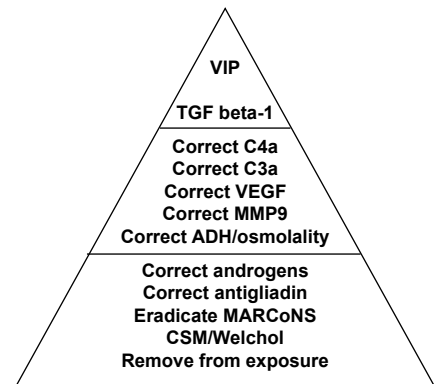 VIP
TGF beta-1
Correct C4a
Correct C3a
Correct VEGF
Correct MMP9
Correct ADH/osmolality
Correct androgens
Correct antigliadin
Eradicate MARCoNS
CSM/Welchol
Remove from exposure